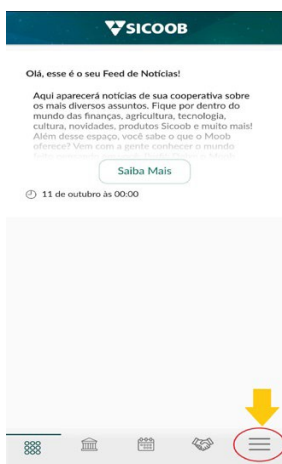 SICOOB
Olá, esse é o seu Feed de Notícias!
Aqui aparecerá notícias de sua cooperativa sobre
os mais diversos assuntos. Fique por dentro do
mundo das finanças, agricultura, tecnologia,
cultura, novidades, produtos Sicoob e muito mais!
Além desse espaço, você sabe o que o Moob
oferece? Vem com a gente conhecer o mundo
Saiba Mais
11 de outubro às 00:00